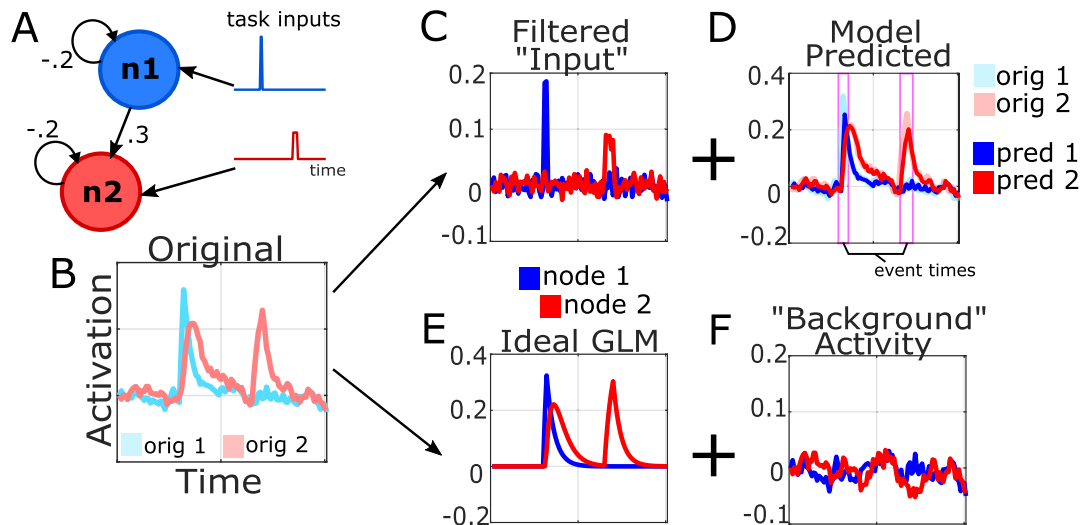 A
task inputs
-.2
n1
.3
-.2
n2
time
B
Original
Activation
orig 1
orig 2
Time
C
Filtered
"Input"
0.2
0.1
0
-0.1
node 1
node 2
D
Model
Predicted
0.4
0.2
0
-0.2
orig 1
orig 2
pred 1
pred 2
event times
E
Ideal GLM
0.4
0.2
0
-0.2
F
"Background"
Activity
0.2
0.1
0
-0.1
+
+